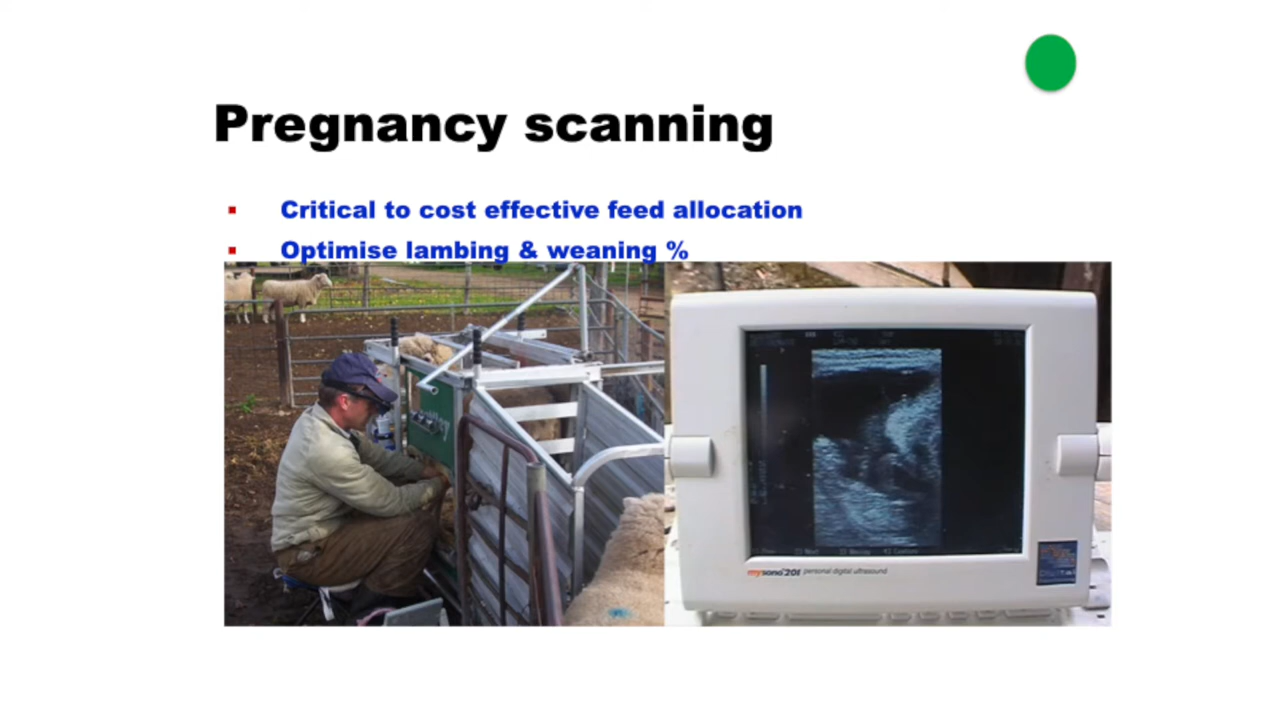 Pregnancy scanning
Critical to cost effective feed allocation
Optimise lambing & weaning %
mysono 201 personal digital ultrasound